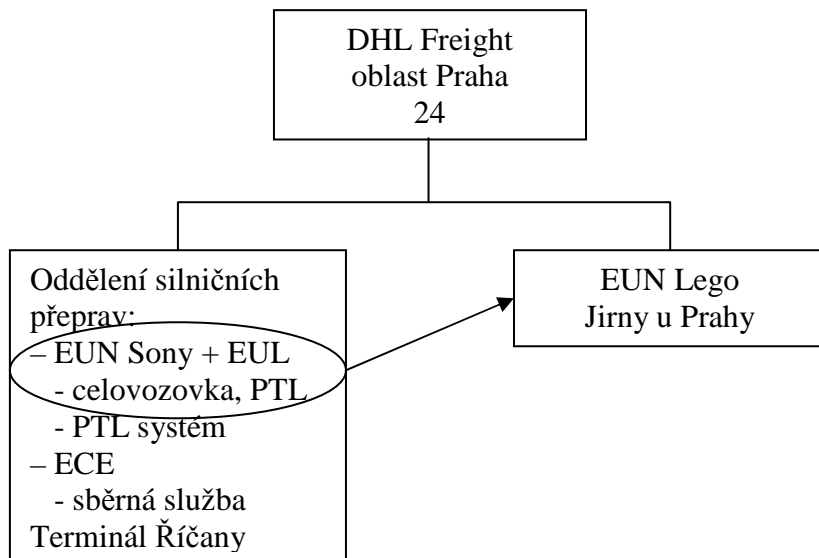 DHL Freight
oblast Praha
24
Oddělení silničních
přeprav:
– EUN Sony + EUL
- celovozovka, PTL
- PTL systém
– ECE
- sběrná služba
Terminál Říčany
EUN Lego
Jirny u Prahy